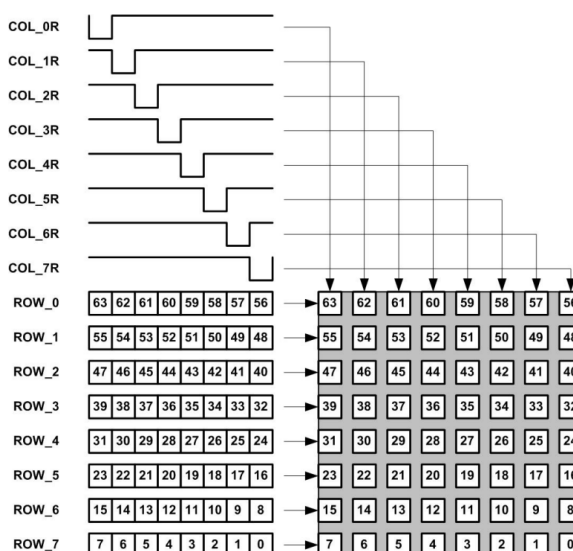 COL_0R
COL_1R
COL_2R
COL_3R
COL_4R
COL_5R
COL_6R
COL_7R
ROW_0 63 62 61 60 59 58 57 56 63 62 61 60 59 58 57 56
ROW_1 55 54 53 52 51 50 49 48 55 54 53 52 51 50 49 48
ROW_2 47 46 45 44 43 42 41 40 47 46 45 44 43 42 41 40
ROW_3 39 38 37 36 35 34 33 32 39 38 37 36 35 34 33 32
ROW_4 31 30 29 28 27 26 25 24 31 30 29 28 27 26 25 24
ROW_5 23 22 21 20 19 18 17 16 23 22 21 20 19 18 17 16
ROW_6 15 14 13 12 11 10 9 8 15 14 13 12 11 10 9 8
ROW_7 7 6 5 4 3 2 1 0 7 6 5 4 3 2 1 0